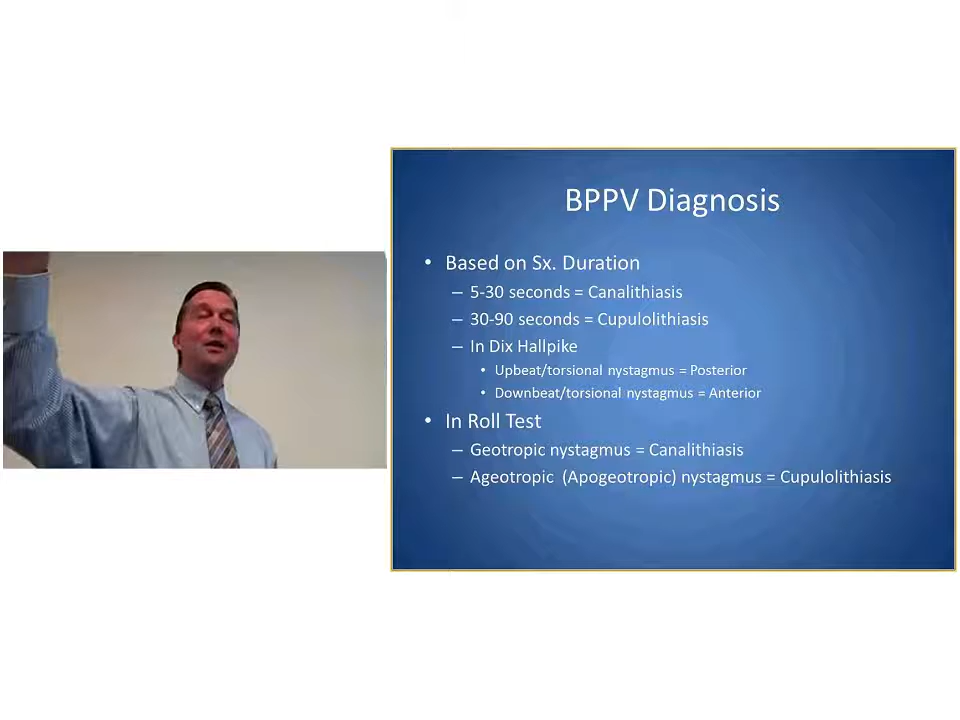 BPPV Diagnosis
• Based on Sx. Duration
– 5-30 seconds = Canalithiasis
– 30-90 seconds = Cupulolithiasis
– In Dix Hallpike
• Upbeat/torsional nystagmus = Posterior
• Downbeat/torsional nystagmus = Anterior
• In Roll Test
– Geotropic nystagmus = Canalithiasis
– Ageotropic (Apogeotropic) nystagmus = Cupulolithiasis